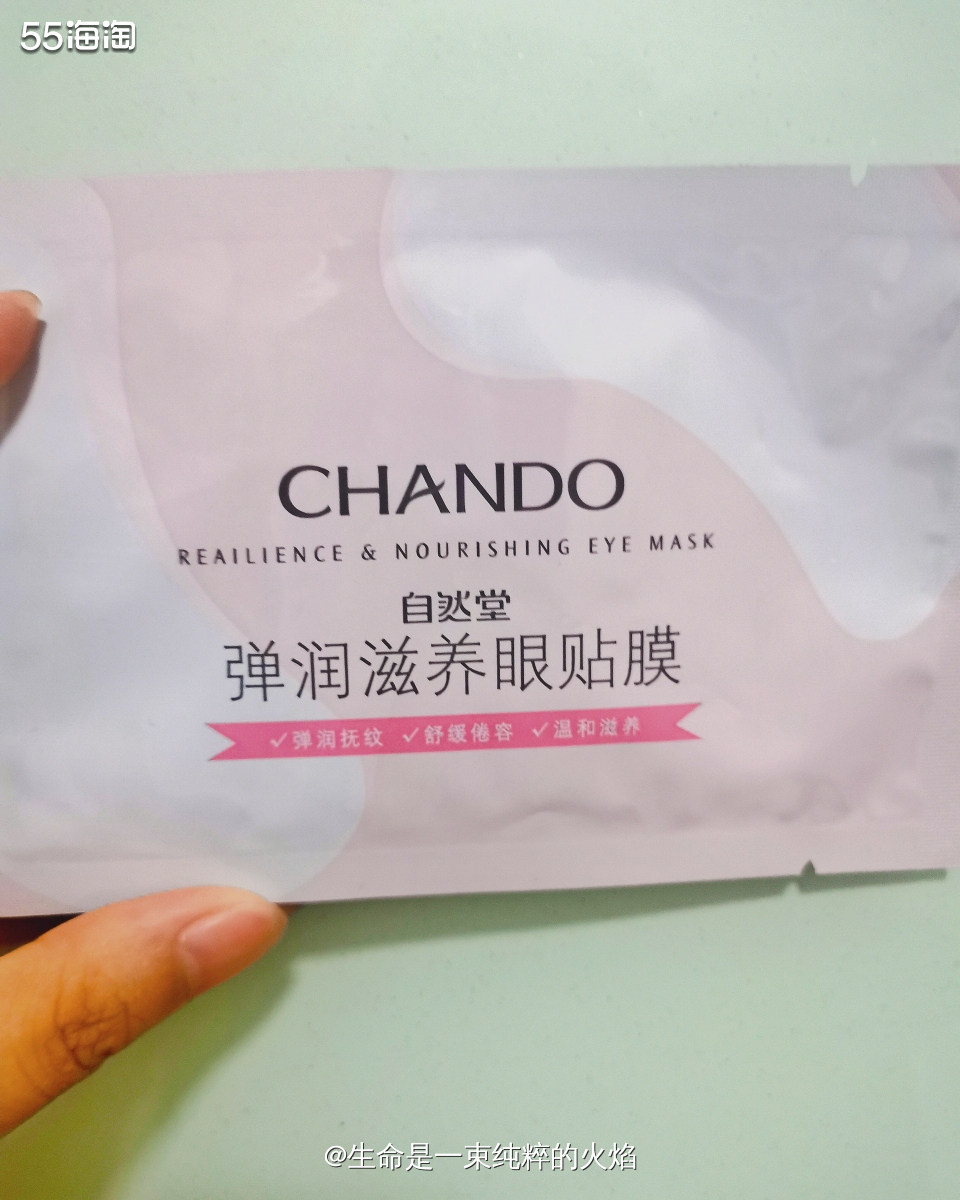 55海淘
CHANDO
REAILIENCE & NOURISHING EYE MASK
自然堂
弹润滋养眼贴膜
✓弹润抚纹 ✓舒缓倦容 ✓温和滋养
@生命是一束纯粹的火焰